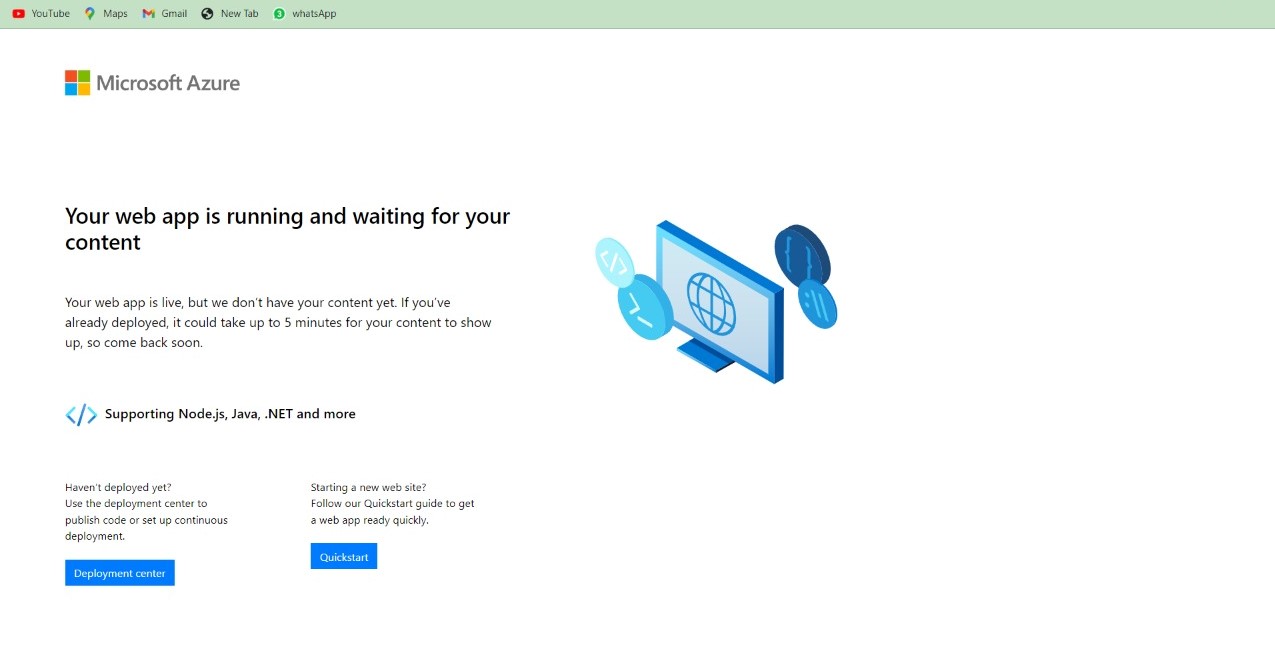 YouTube Maps Gmail New Tab whatsApp
Microsoft Azure
Your web app is running and waiting for your
content
Your web app is live, but we don't have your content yet. If you've
already deployed, it could take up to 5 minutes for your content to show
up, so come back soon.
</> Supporting Node.js, Java, .NET and more
Haven't deployed yet?
Use the deployment center to
publish code or set up continuous
deployment.
Deployment center
Starting a new web site?
Follow our Quickstart guide to get
a web app ready quickly.
Quickstart